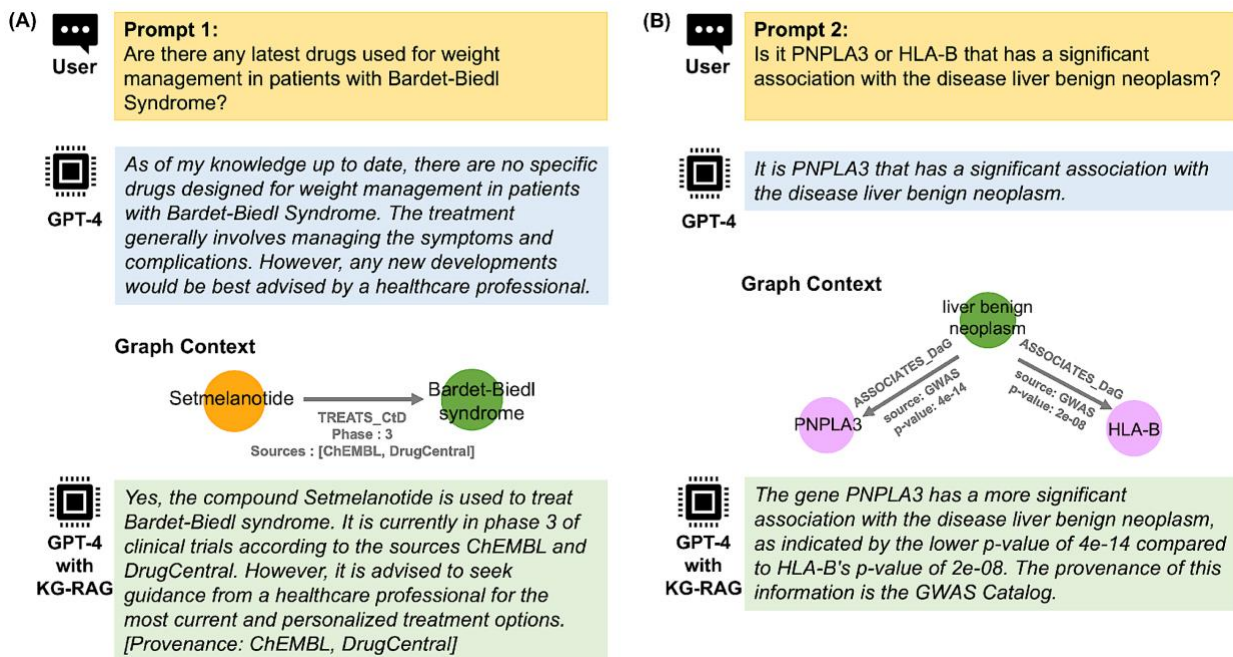 (A)
User
Prompt 1:
Are there any latest drugs used for weight
management in patients with Bardet-Biedl
Syndrome?
GPT-4
As of my knowledge up to date, there are no specific
drugs designed for weight management in patients
with Bardet-Biedl Syndrome. The treatment
generally involves managing the symptoms and
complications. However, any new developments
would be best advised by a healthcare professional.
Graph Context
Setmelanotide
Bardet-Biedl
syndrome
TREATS_CtD
Phase : 3
Sources : [ChEMBL, DrugCentral]
GPT-4
with
KG-RAG
Yes, the compound Setmelanotide is used to treat
Bardet-Biedl syndrome. It is currently in phase 3 of
clinical trials according to the sources ChEMBL and
DrugCentral. However, it is advised to seek
guidance from a healthcare professional for the
most current and personalized treatment options.
[Provenance: ChEMBL, DrugCentral]
(B)
User
Prompt 2:
Is it PNPLA3 or HLA-B that has a significant
association with the disease liver benign neoplasm?
GPT-4
It is PNPLA3 that has a significant association with
the disease liver benign neoplasm.
Graph Context
liver benign
neoplasm
ASSOCIATES_DaG
source: GWAS
p-value: 4e-14
ASSOCIATES_DaG
source: GWAS
p-value: 2e-08
PNPLA3
HLA-B
GPT-4
with
KG-RAG
The gene PNPLA3 has a more significant
association with the disease liver benign neoplasm,
as indicated by the lower p-value of 4e-14 compared
to HLA-B's p-value of 2e-08. The provenance of this
information is the GWAS Catalog.